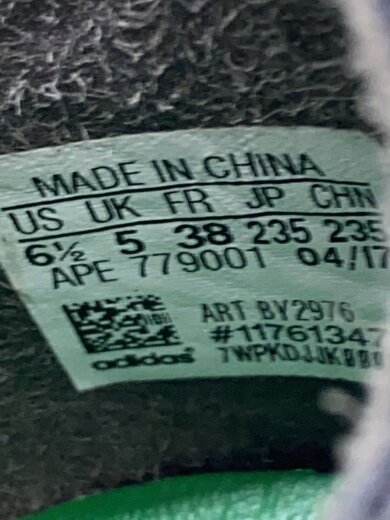 MADE IN CHINA
US UK FR JP CHN
6½ 5 38 235 235
APE 779001 04/17
ART BY2976
#11761347
7WPKDJJK
adidas